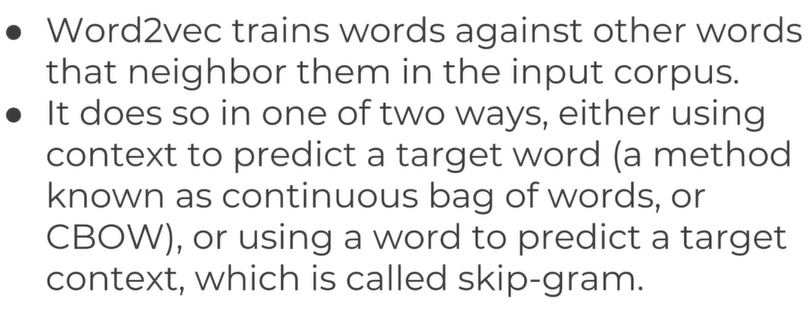 ● Word2vec trains words against other words
that neighbor them in the input corpus.
● It does so in one of two ways, either using
context to predict a target word (a method
known as continuous bag of words, or
CBOW), or using a word to predict a target
context, which is called skip-gram.